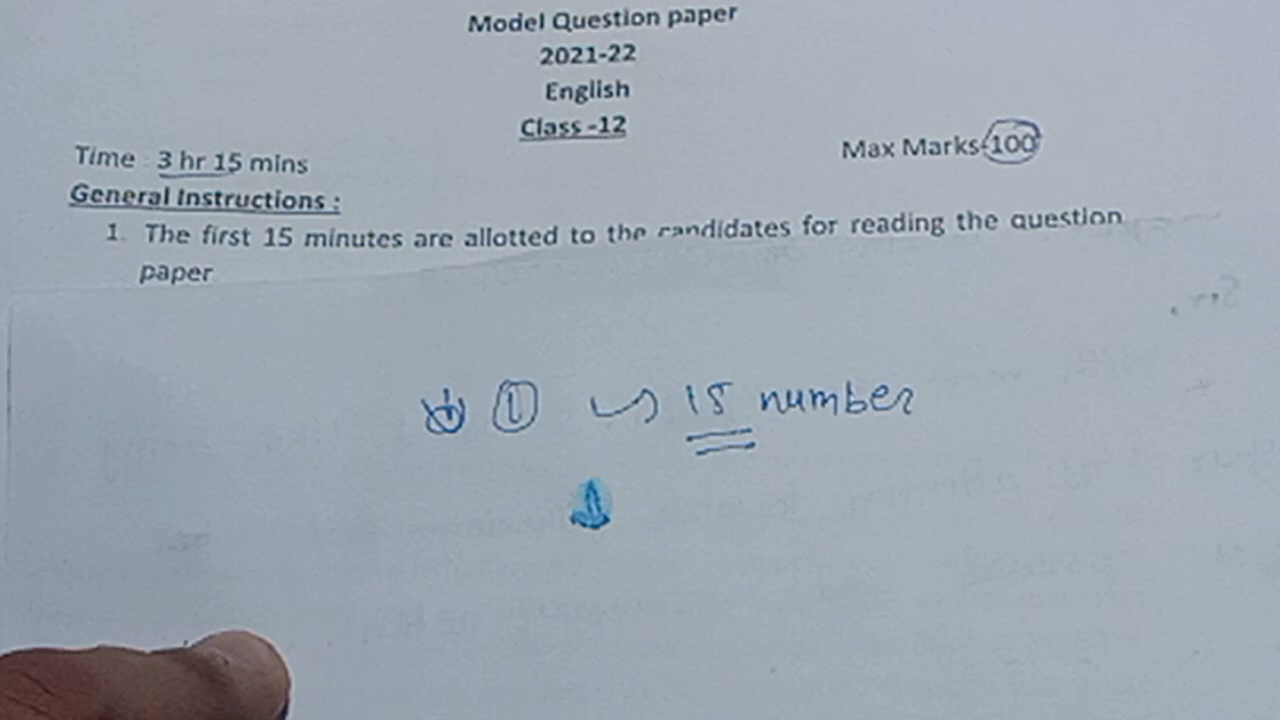 Model Question paper
2021-22
English
Class -12
Time : 3 hr 15 mins
Max Marks-100
General Instructions :
1. The first 15 minutes are allotted to the candidates for reading the question
paper
① 15 number